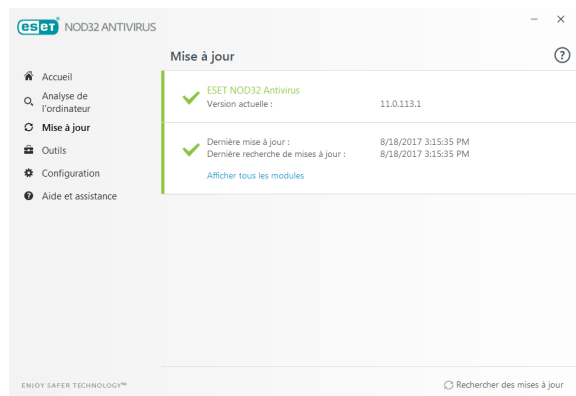 eset NOD32 ANTIVIRUS
Mise à jour
Accueil
Analyse de
l'ordinateur
Mise à jour
Outils
Configuration
Aide et assistance
ESET NOD32 Antivirus
Version actuelle : 11.0.113.1
Dernière mise à jour : 8/18/2017 3:15:35 PM
Dernière recherche de mises à jour : 8/18/2017 3:15:35 PM
Afficher tous les modules
ENJOY SAFER TECHNOLOGY™
Rechercher des mises à jour